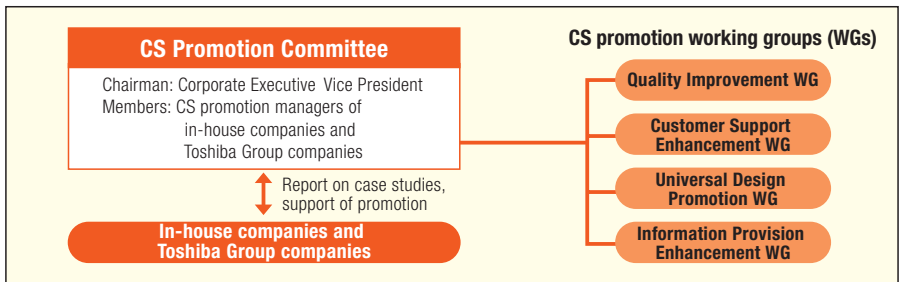 CS Promotion Committee
Chairman: Corporate Executive Vice President
Members: CS promotion managers of
in-house companies and
Toshiba Group companies
Report on case studies,
support of promotion
In-house companies and
Toshiba Group companies
CS promotion working groups (WGs)
Quality Improvement WG
Customer Support
Enhancement WG
Universal Design
Promotion WG
Information Provision
Enhancement WG